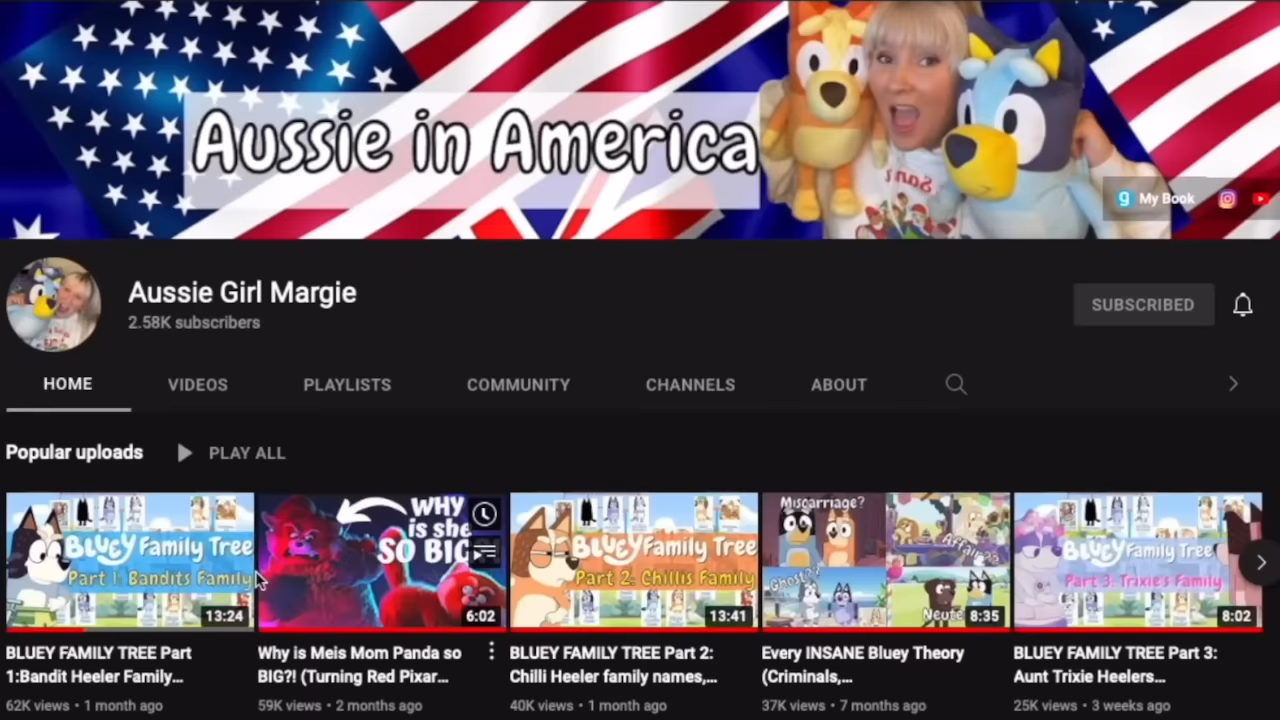 Aussie in America
My Book
Aussie Girl Margie
2.58K subscribers
SUBSCRIBED
HOME
VIDEOS
PLAYLISTS
COMMUNITY
CHANNELS
ABOUT
Popular uploads
PLAY ALL
BLUEY Family Tree
Part 1: Bandits Family
13:24
WHY
is she
SO BIG
6:02
BLUEY Family Tree
Part 2: Chillis Family
13:41
Miscarriage?
Affair??
Ghost??
Neute
8:35
BLUEY Family Tree
Part 3: Trixie's Family
8:02
BLUEY FAMILY TREE Part
1:Bandit Heeler Family...
62K views • 1 month ago
Why is Meis Mom Panda so
BIG?! (Turning Red Pixar...
59K views • 2 months ago
BLUEY FAMILY TREE Part 2:
Chilli Heeler family names,...
40K views • 1 month ago
Every INSANE Bluey Theory
(Criminals,...
37K views • 7 months ago
BLUEY FAMILY TREE Part 3:
Aunt Trixie Heelers...
25K views • 3 weeks ago